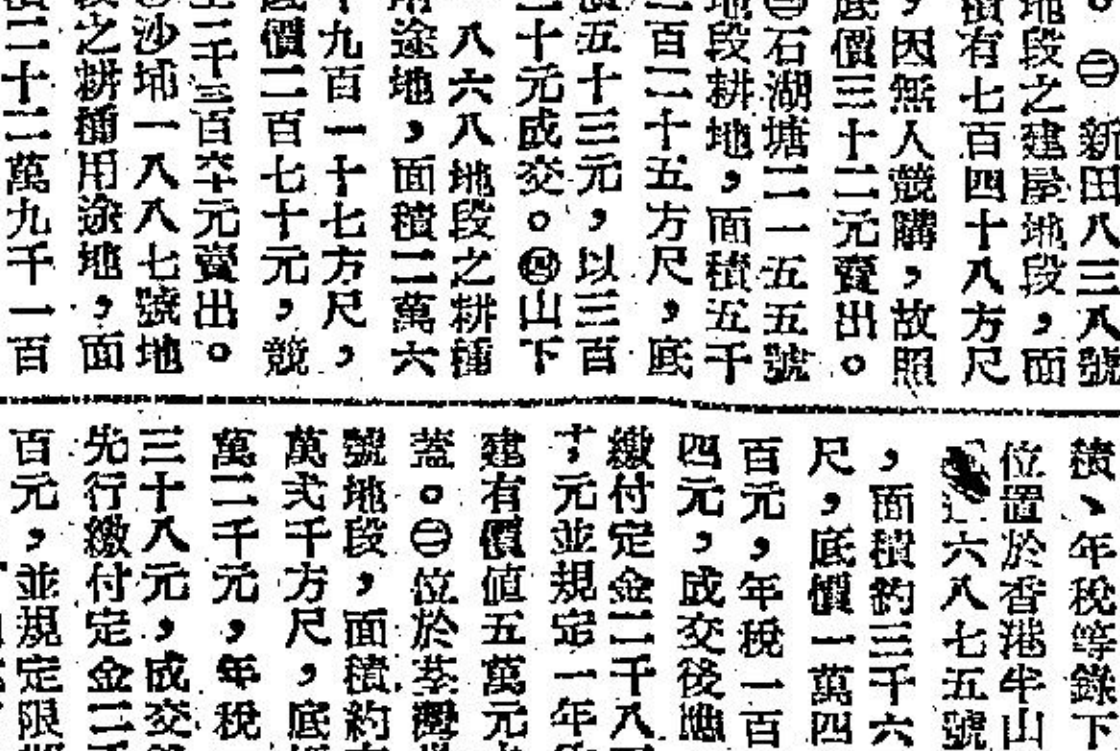 。㊁新田八三八號
地段之建屋地段，面
積有七百四十八方尺
，因無人競購，故照
底價三十二元賣出。
㊂石湖塘二一五五號
地段耕地，面積五千
二百二十五方尺，底
價五十三元，以三百
二十元成交。㊃山下
八六八地段之耕種
用途地，面積二萬六
千九百一十七方尺，
底價二百七十元，競
至二千三百元賣出。
沙埔一八八七號地
段之耕種用途地，面
積二十二萬九千一百
積、年稅等錄下
位置於香港半山
六八七五號
，面積約三千六
尺，底價一萬四
百元，年稅一百
四元，成交後應
繳付定金二千八
十元並規定一年
建有價值五萬元
蓋。㊁位於荃灣
號地段，面積約
萬弍千方尺，底
萬二千元，年稅
三十八元，成交
先行繳付定金二
百元，並規定限